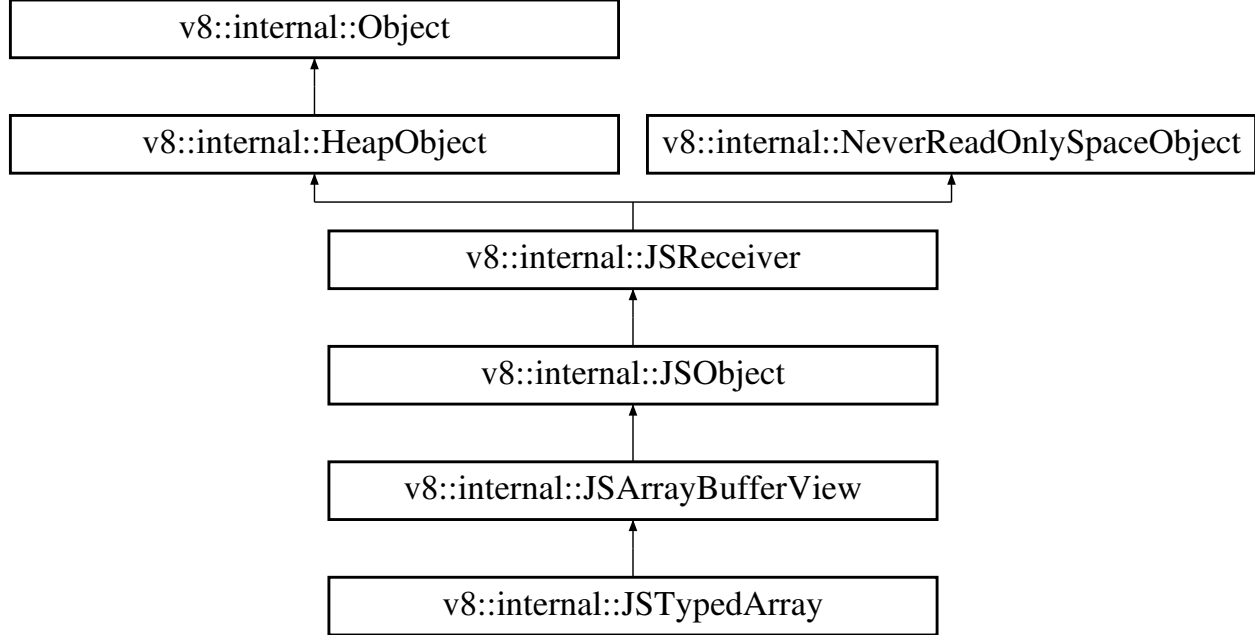 v8::internal::Object
v8::internal::HeapObject
v8::internal::NeverReadOnlySpaceObject
v8::internal::JSReceiver
v8::internal::JSObject
v8::internal::JSArrayBufferView
v8::internal::JSTypedArray